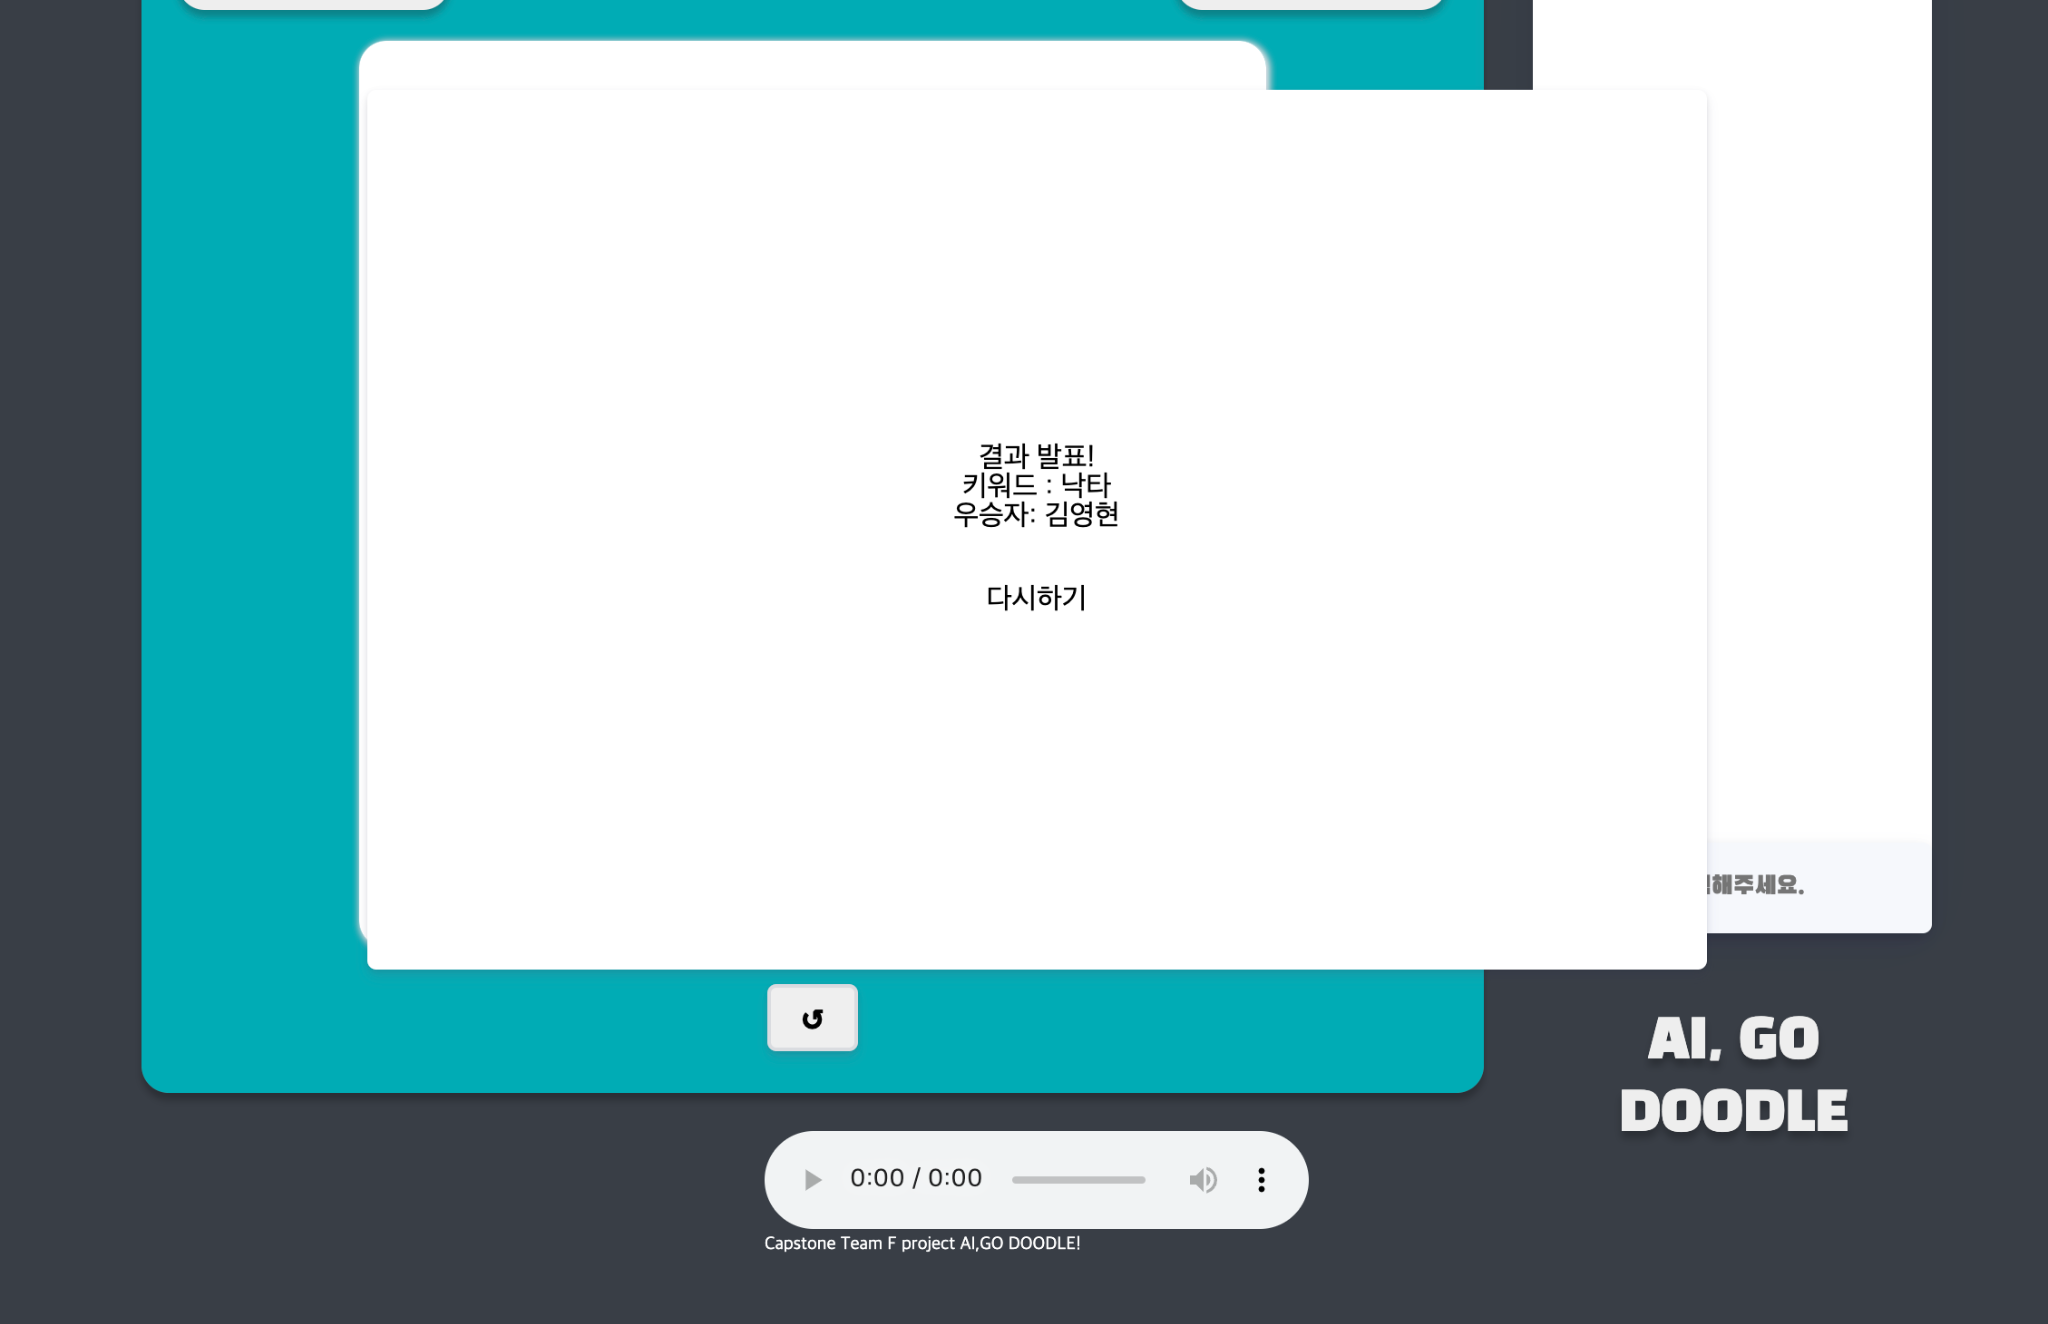 결과 발표!
키워드 : 낙타
우승자: 김영현
다시하기
해주세요.
↺
AI, GO
DOODLE
0:00 / 0:00
Capstone Team F project AI,GO DOODLE!